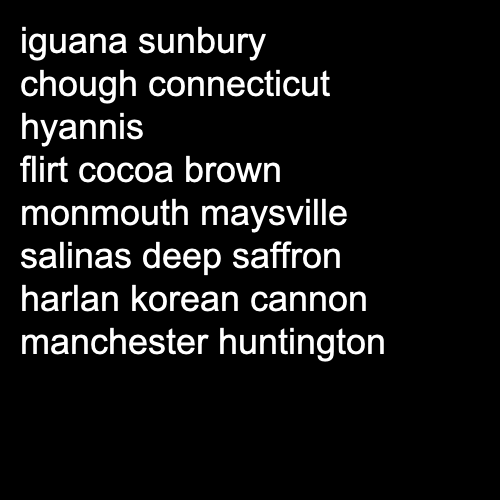 iguana sunbury
chough connecticut
hyannis
flirt cocoa brown
monmouth maysville
salinas deep saffron
harlan korean cannon
manchester huntington